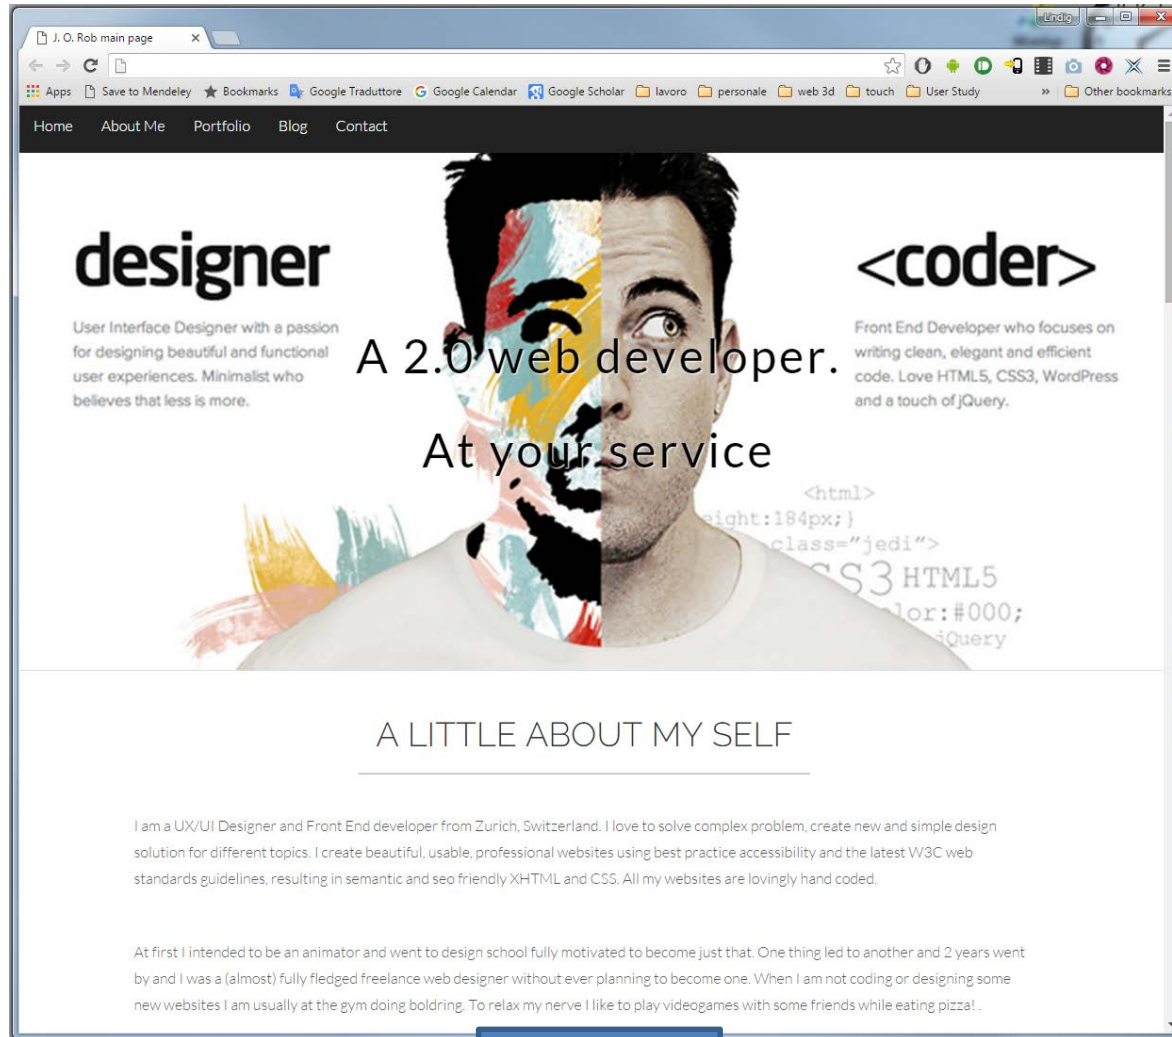 Lindig
J. O. Rob main page
Apps Save to Mendeley Bookmarks Google Traduttore Google Calendar Google Scholar lavoro personale web 3d touch User Study » Other bookmarks
Home About Me Portfolio Blog Contact
designer
User Interface Designer with a passion
for designing beautiful and functional
user experiences. Minimalist who
believes that less is more.
<coder>
Front End Developer who focuses on
writing clean, elegant and efficient
code. Love HTML5, CSS3, WordPress
and a touch of jQuery.
A 2.0 web developer.
At your service
<html>
eight:184px;}
class="jedi">
CSS3 HTML5
color:#000;
jQuery
A LITTLE ABOUT MY SELF
I am a UX/UI Designer and Front End developer from Zurich, Switzerland. I love to solve complex problem, create new and simple design
solution for different topics. I create beautiful, usable, professional websites using best practice accessibility and the latest W3C web
standards guidelines, resulting in semantic and seo friendly XHTML and CSS. All my websites are lovingly hand coded.
At first I intended to be an animator and went to design school fully motivated to become just that. One thing led to another and 2 years went
by and I was a (almost) fully fledged freelance web designer without ever planning to become one. When I am not coding or designing some
new websites I am usually at the gym doing boldring. To relax my nerve I like to play videogames with some friends while eating pizza! .